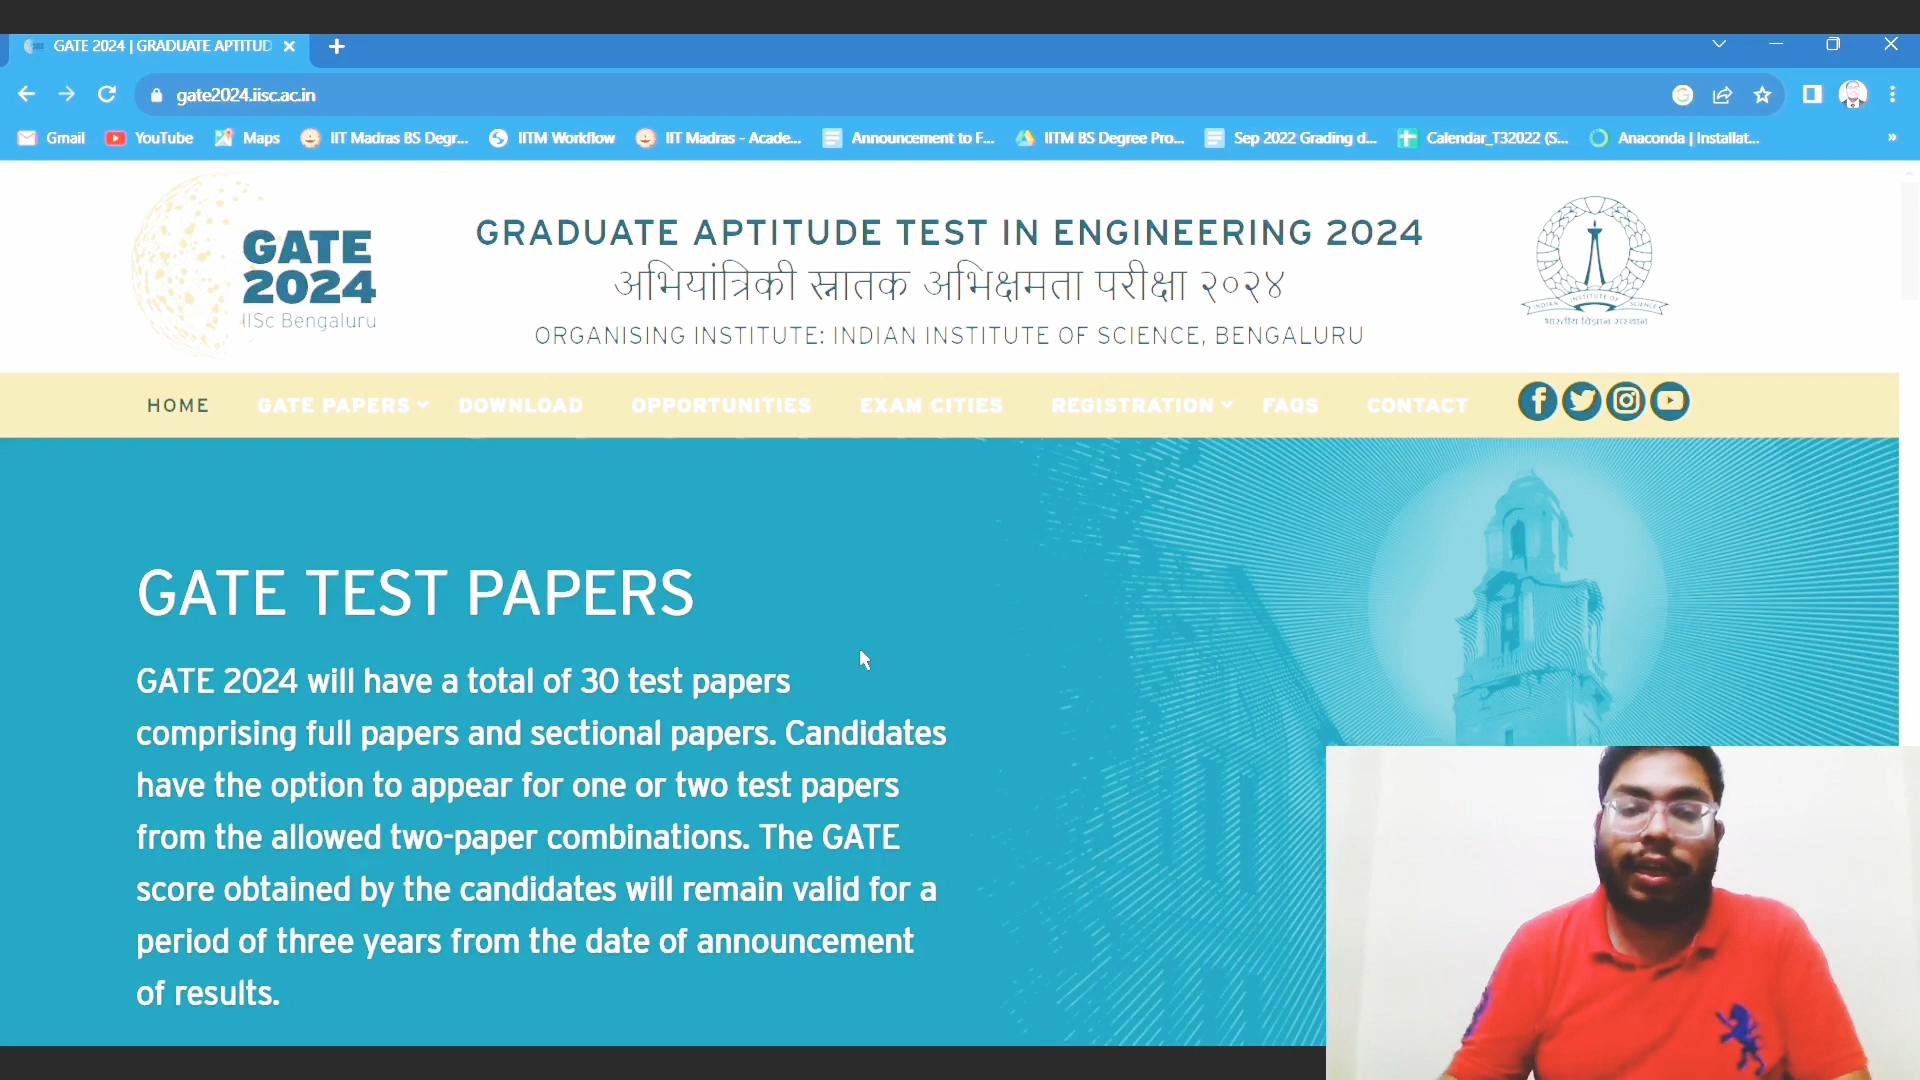 GATE 2024 | GRADUATE APTITUD
gate2024.iisc.ac.in
Gmail
YouTube
Maps
IIT Madras BS Degr...
IITM Workflow
IIT Madras - Acade...
Announcement to F...
IITM BS Degree Pro...
Sep 2022 Grading d...
Calendar_T32022 (S...
Anaconda | Installat...
GATE
2024
IISc Bengaluru
GRADUATE APTITUDE TEST IN ENGINEERING 2024
अभियांत्रिकी स्नातक अभिक्षमता परीक्षा २०२४
ORGANISING INSTITUTE: INDIAN INSTITUTE OF SCIENCE, BENGALURU
INDIAN INSTITUTE OF SCIENCE
भारतीय विज्ञान संस्थान
HOME
GATE PAPERS
DOWNLOAD
OPPORTUNITIES
EXAM CITIES
REGISTRATION
FAQS
CONTACT
GATE TEST PAPERS
GATE 2024 will have a total of 30 test papers
comprising full papers and sectional papers. Candidates
have the option to appear for one or two test papers
from the allowed two-paper combinations. The GATE
score obtained by the candidates will remain valid for a
period of three years from the date of announcement
of results.